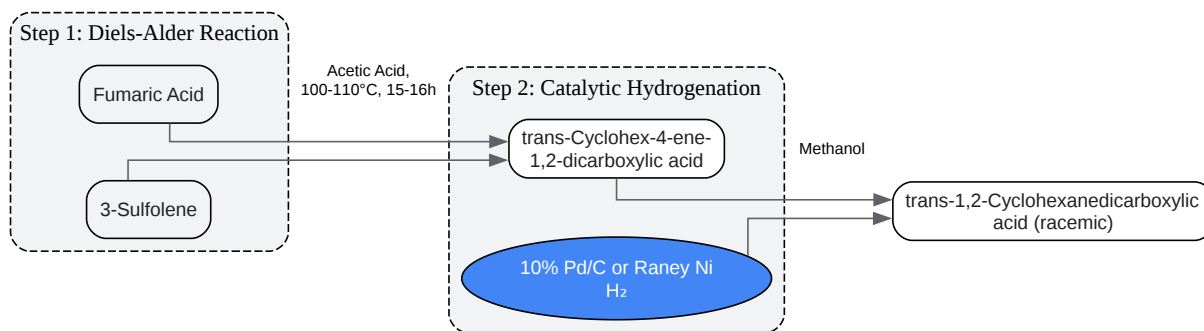 Step 1: Diels-Alder Reaction
Fumaric Acid
3-Sulfolene
Acetic Acid,
100-110°C, 15-16h
Step 2: Catalytic Hydrogenation
trans-Cyclohex-4-ene-
1,2-dicarboxylic acid
10% Pd/C or Raney Ni
H₂
Methanol
trans-1,2-Cyclohexanedicarboxylic
acid (racemic)